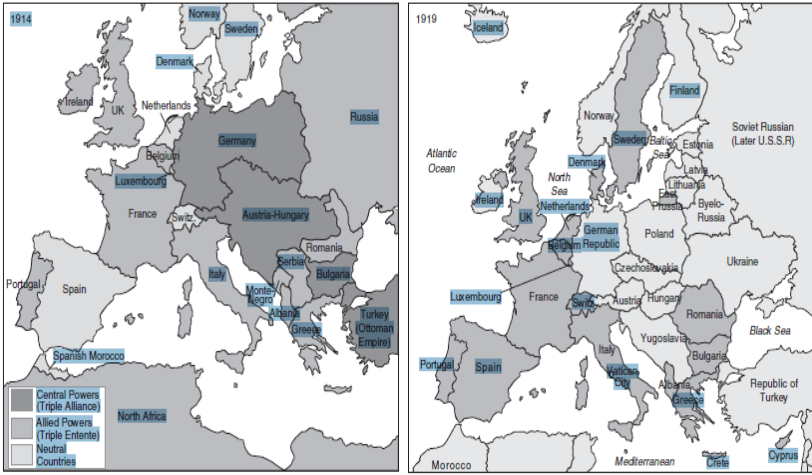 1914
Norway
Sweden
Denmark
Ireland
UK
Netherlands
Russia
Germany
Belgium
Luxembourg
France
Switz
Austria-Hungary
Romania
Serbia
Italy
Bulgaria
Portugal
Spain
Monte-
Negro
Albania
Greece
Turkey
(Ottoman
Empire)
Spanish Morocco
North Africa
Central Powers
(Triple Alliance)
Allied Powers
(Triple Entente)
Neutral
Countries
1919
Iceland
Finland
Norway
Sweden
Soviet Russian
(Later U.S.S.R)
Baltic
Sea
Estonia
Atlantic
Ocean
North
Sea
Denmark
Latvia
Lithuania
East
Prussia
Byelo-
Russia
Ireland
Netherlands
UK
German
Republic
Belgium
Poland
Ukraine
Czechoslovakia
Luxembourg
France
Switz
Austria
Hungary
Romania
Yugoslavia
Black Sea
Italy
Bulgaria
Portugal
Spain
Vatican
City
Albania
Greece
Republic of
Turkey
Morocco
Mediterranean
Crete
Cyprus